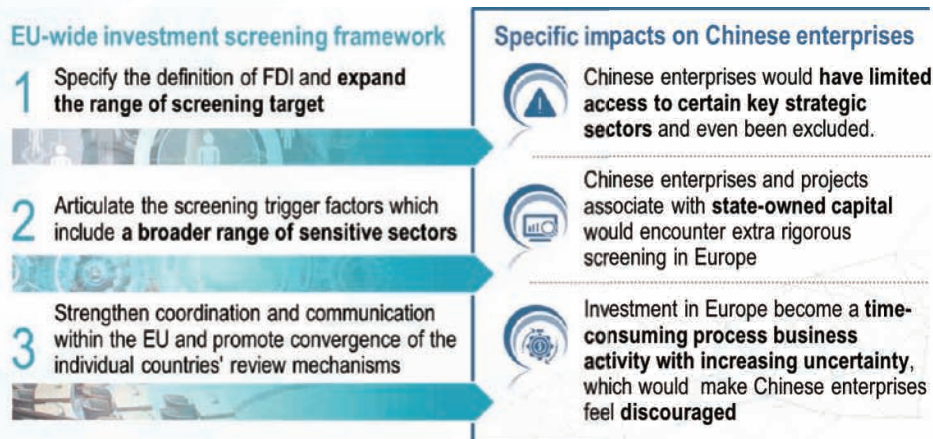 EU-wide investment screening framework
1
Specify the definition of FDI and expand
the range of screening target
2
Articulate the screening trigger factors which
include a broader range of sensitive sectors
3
Strengthen coordination and communication
within the EU and promote convergence of the
individual countries' review mechanisms
Specific impacts on Chinese enterprises
Chinese enterprises would have limited
access to certain key strategic
sectors and even been excluded.
Chinese enterprises and projects
associate with state-owned capital
would encounter extra rigorous
screening in Europe
Investment in Europe become a time-
consuming process business
activity with increasing uncertainty,
which would make Chinese enterprises
feel discouraged